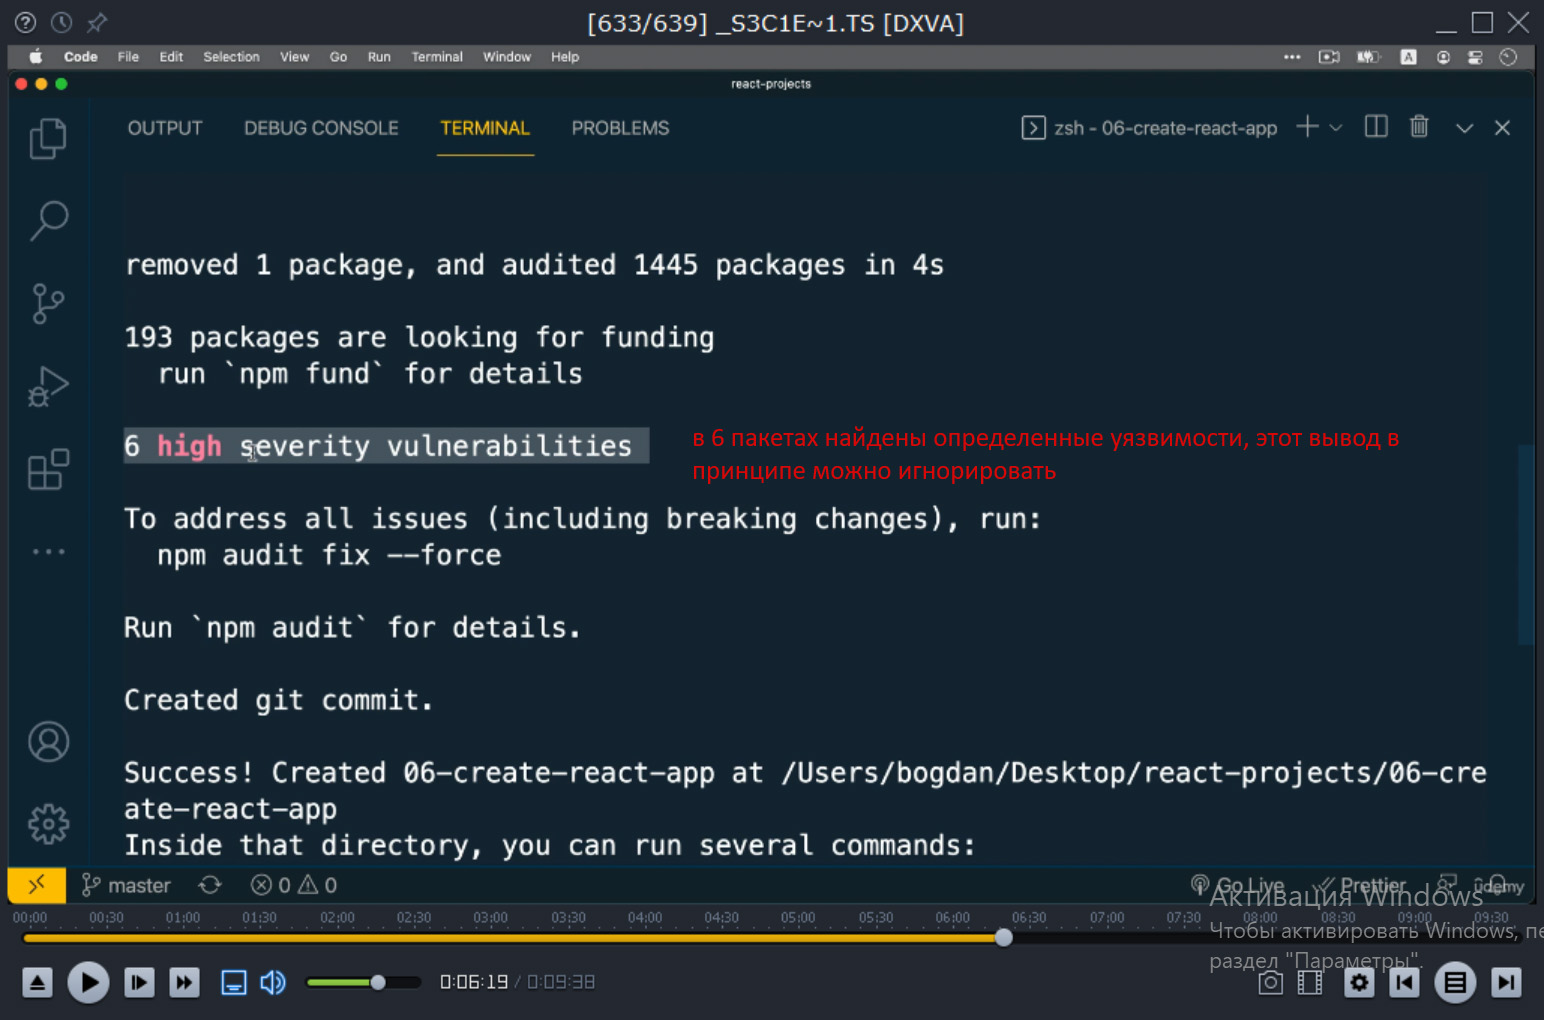 [633/639] _S3C1E~1.TS [DXVA]
Code File Edit Selection View Go Run Terminal Window Help
A
react-projects
OUTPUT DEBUG CONSOLE TERMINAL PROBLEMS
zsh - 06-create-react-app
removed 1 package, and audited 1445 packages in 4s
193 packages are looking for funding
run `npm fund` for details
6 high severity vulnerabilities
в 6 пакетах найдены определенные уязвимости, этот вывод в
принципе можно игнорировать
To address all issues (including breaking changes), run:
npm audit fix --force
Run `npm audit` for details.
Created git commit.
Success! Created 06-create-react-app at /Users/bogdan/Desktop/react-projects/06-cre
ate-react-app
Inside that directory, you can run several commands:
master 0 0
Go Live Prettier udemy
Активация Windows
00:00 00:30 01:00 01:30 02:00 02:30 03:00 03:30 04:00 04:30 05:00 05:30 06:00 06:30 07:00 07:30 08:00 08:30 09:00 09:30
Чтобы активировать Windows, пе
раздел "Параметры".
0:06:19 / 0:09:38